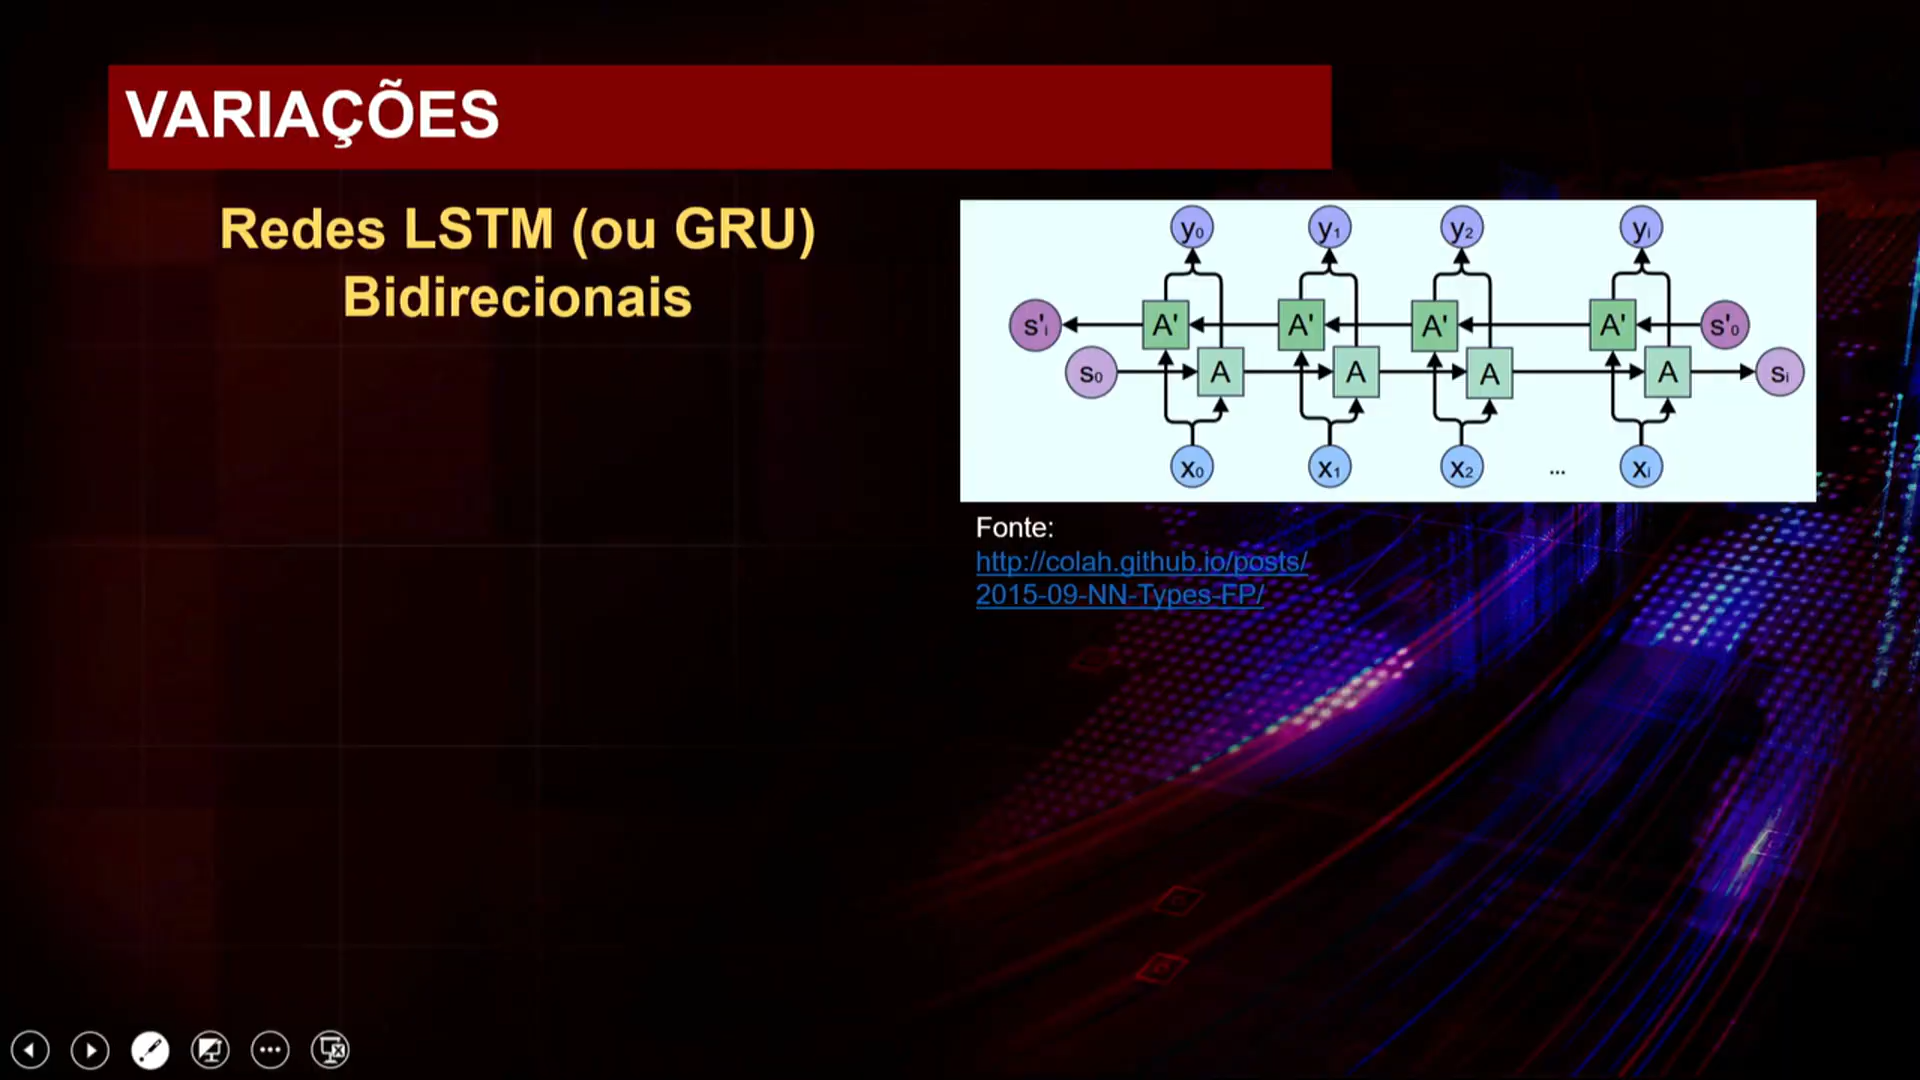 VARIAÇÕES
Redes LSTM (ou GRU)
Bidirecionais
y₀ y₁ y₂ yᵢ
s'ᵢ A' A' A' A' s'₀
s₀ A A A A sᵢ
x₀ x₁ x₂ ... xᵢ
Fonte:
http://colah.github.io/posts/
2015-09-NN-Types-FP/